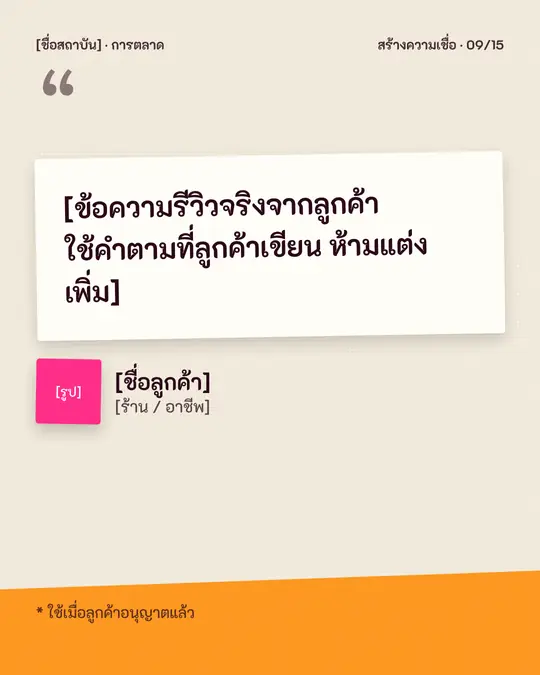 [ชื่อสถาบัน] · การตลาด
สร้างความเชื่อ · 09/15
“
[ข้อความรีวิวจริงจากลูกค้า
ใช้คำตามที่ลูกค้าเขียน ห้ามแต่ง
เพิ่ม]
[รูป]
[ชื่อลูกค้า]
[ร้าน / อาชีพ]
* ใช้เมื่อลูกค้าอนุญาตแล้ว